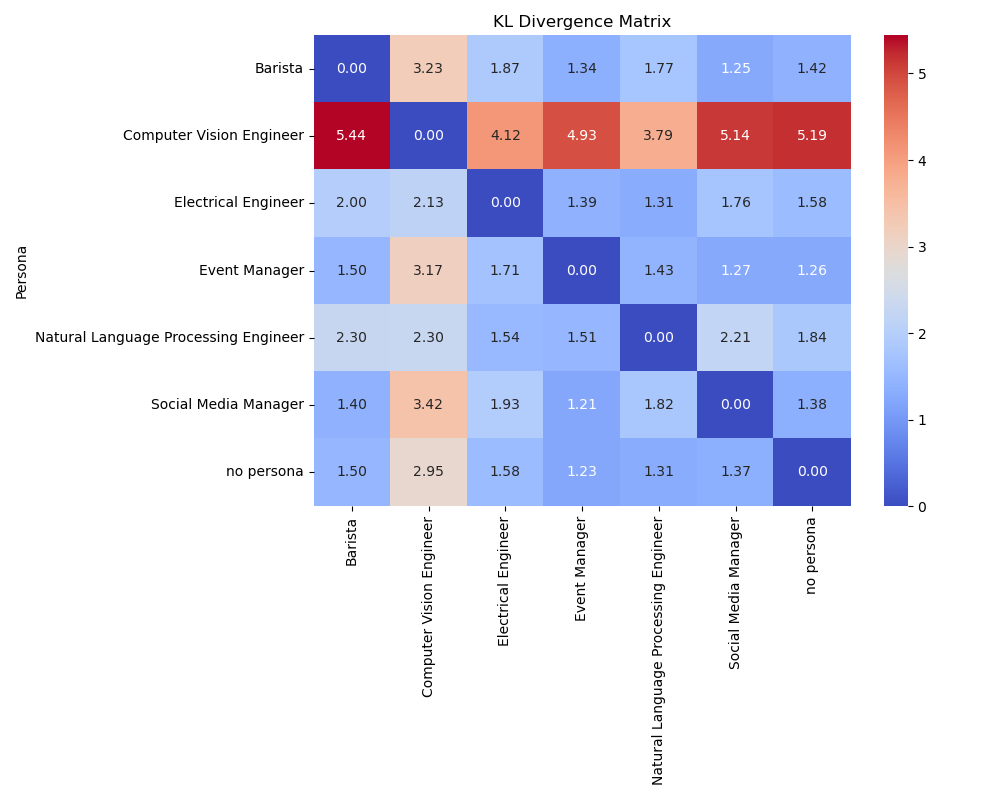 KL Divergence Matrix
Persona
Barista 0.00 3.23 1.87 1.34 1.77 1.25 1.42
Computer Vision Engineer 5.44 0.00 4.12 4.93 3.79 5.14 5.19
Electrical Engineer 2.00 2.13 0.00 1.39 1.31 1.76 1.58
Event Manager 1.50 3.17 1.71 0.00 1.43 1.27 1.26
Natural Language Processing Engineer 2.30 2.30 1.54 1.51 0.00 2.21 1.84
Social Media Manager 1.40 3.42 1.93 1.21 1.82 0.00 1.38
no persona 1.50 2.95 1.58 1.23 1.31 1.37 0.00
Barista
Computer Vision Engineer
Electrical Engineer
Event Manager
Natural Language Processing Engineer
Social Media Manager
no persona
5
4
3
2
1
0